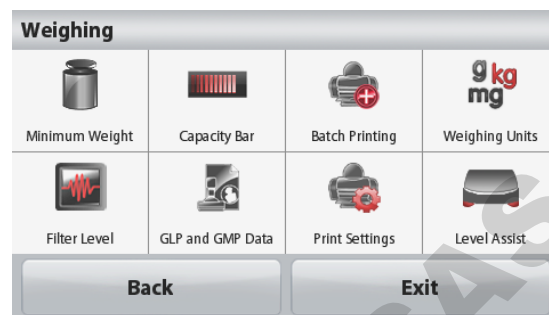 Weighing
g kg
mg
Minimum Weight Capacity Bar Batch Printing Weighing Units
Filter Level GLP and GMP Data Print Settings Level Assist
Back Exit